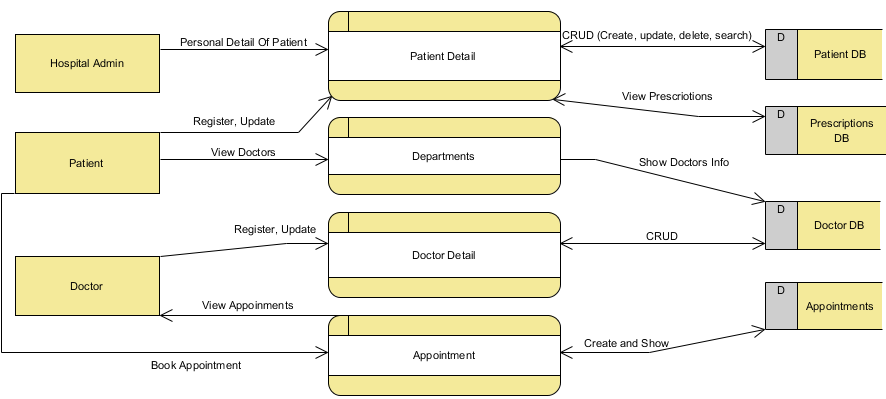 Hospital Admin
Personal Detail Of Patient
Patient Detail
CRUD (Create, update, delete, search)
D
Patient DB
Register, Update
View Prescriotions
D
Prescriptions
DB
Patient
View Doctors
Departments
Show Doctors Info
D
Doctor DB
Register, Update
Doctor Detail
CRUD
Doctor
View Appoinments
D
Appointments
Book Appointment
Appointment
Create and Show